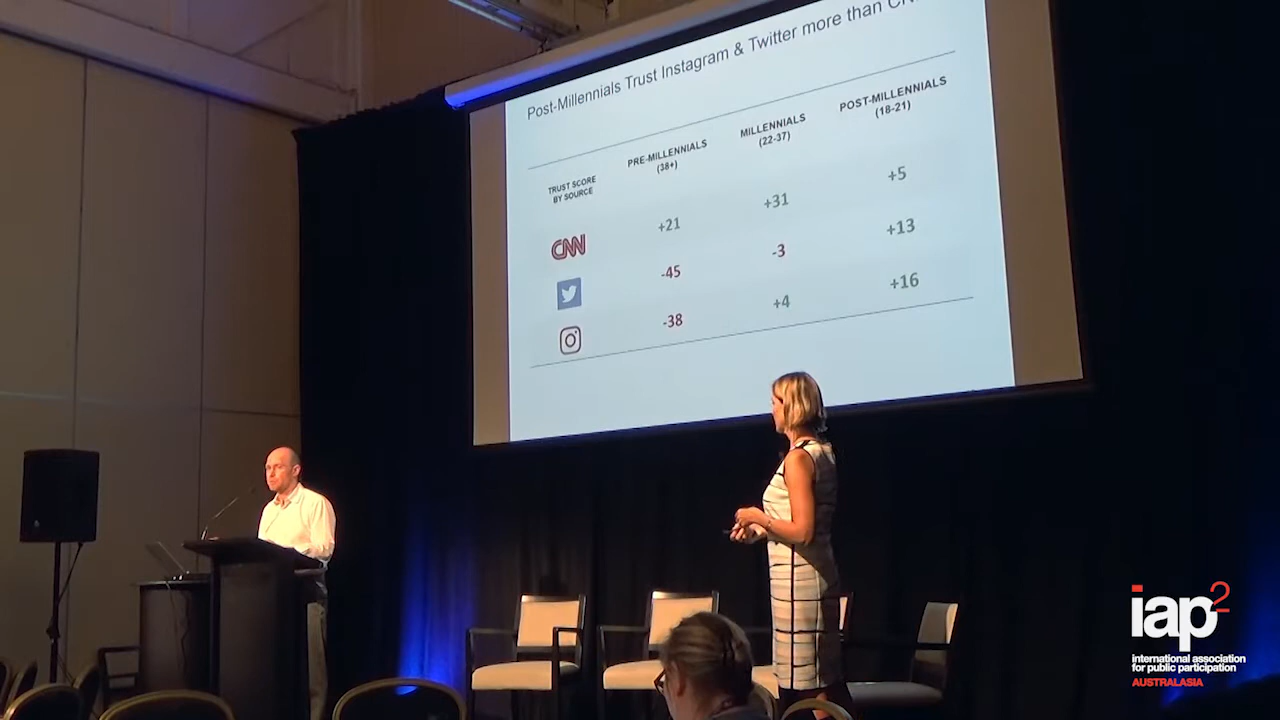 Post-Millennials Trust Instagram & Twitter more than
TRUST SCORE
BY SOURCE
PRE-MILLENNIALS
(38+)
MILLENNIALS
(22-37)
POST-MILLENNIALS
(18-21)
CNN +21 +31 +5
-45 -3 +13
-38 +4 +16
iap2
international association
for public participation
AUSTRALASIA